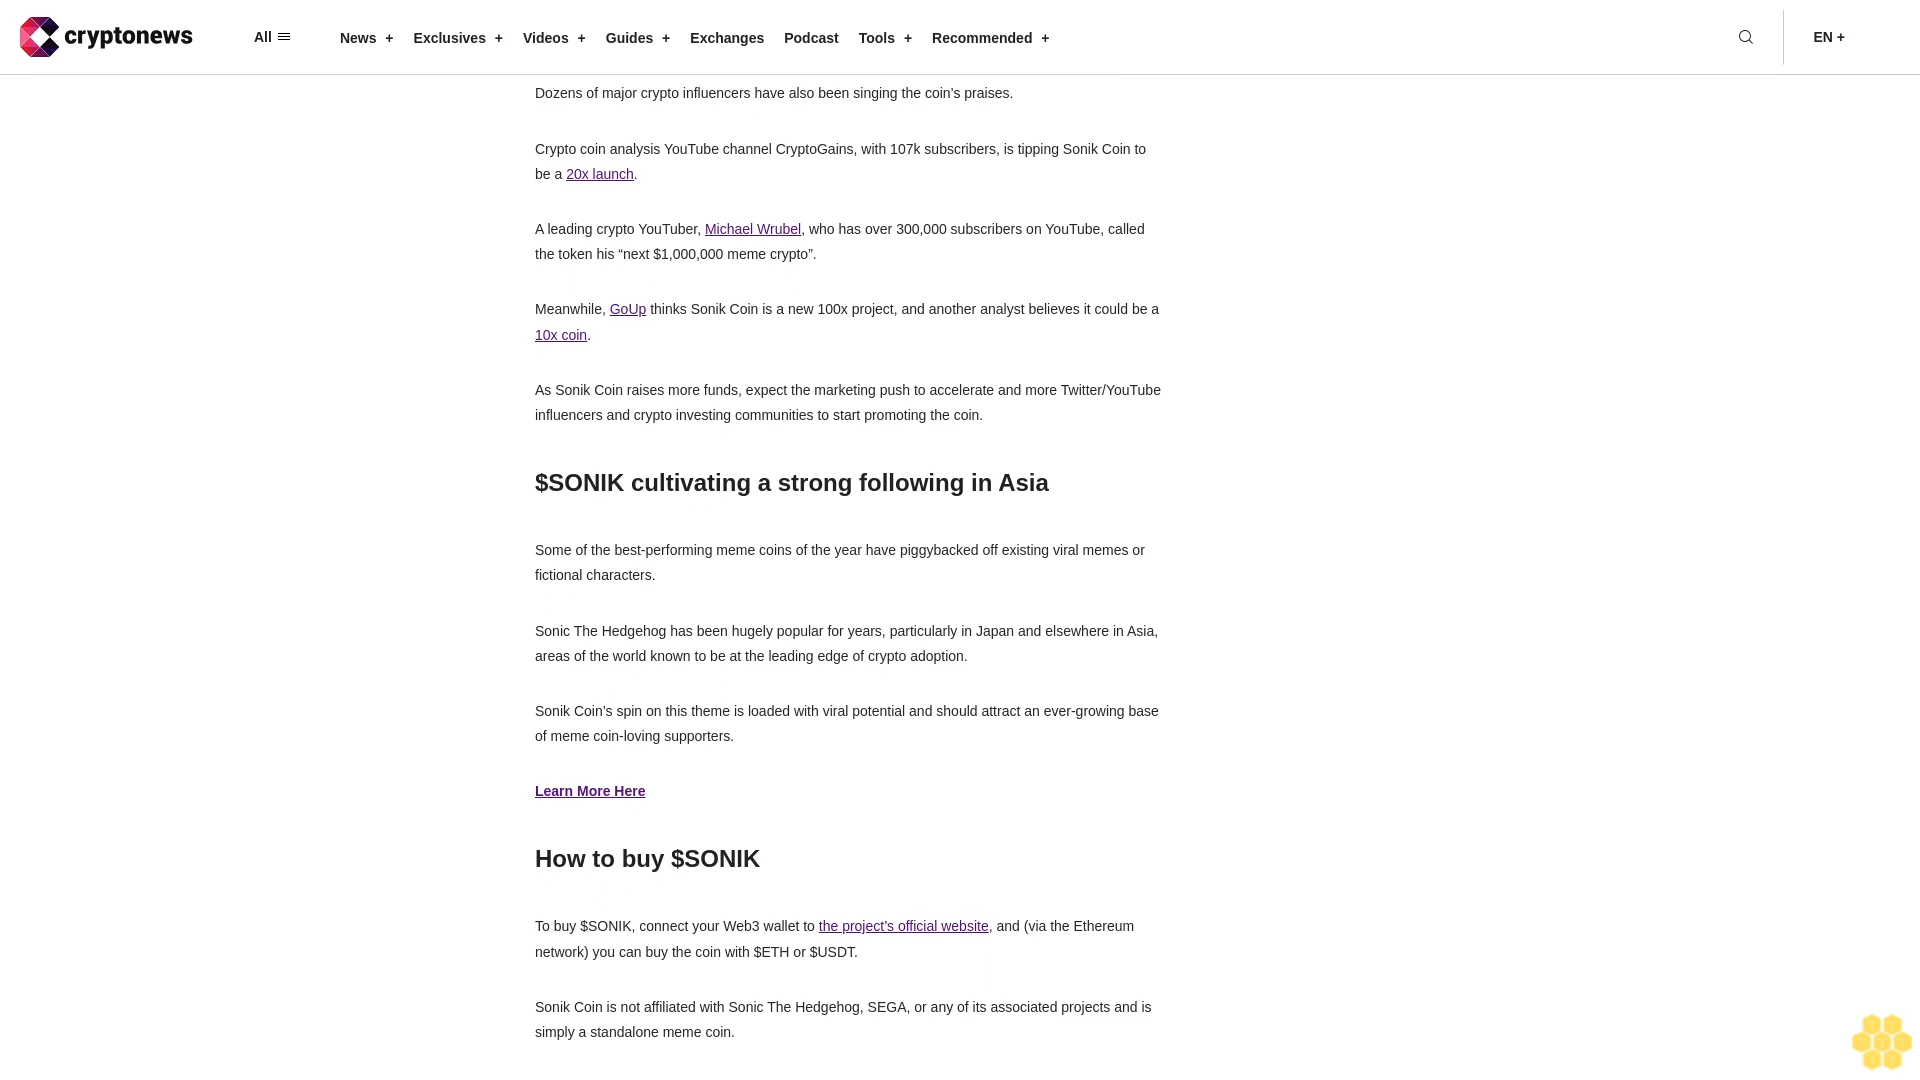 cryptonews
All
News +
Exclusives +
Videos +
Guides +
Exchanges
Podcast
Tools +
Recommended +
EN +
Dozens of major crypto influencers have also been singing the coin’s praises.
Crypto coin analysis YouTube channel CryptoGains, with 107k subscribers, is tipping Sonik Coin to
be a 20x launch.
A leading crypto YouTuber, Michael Wrubel, who has over 300,000 subscribers on YouTube, called
the token his “next $1,000,000 meme crypto”.
Meanwhile, GoUp thinks Sonik Coin is a new 100x project, and another analyst believes it could be a
10x coin.
As Sonik Coin raises more funds, expect the marketing push to accelerate and more Twitter/YouTube
influencers and crypto investing communities to start promoting the coin.
$SONIK cultivating a strong following in Asia
Some of the best-performing meme coins of the year have piggybacked off existing viral memes or
fictional characters.
Sonic The Hedgehog has been hugely popular for years, particularly in Japan and elsewhere in Asia,
areas of the world known to be at the leading edge of crypto adoption.
Sonik Coin’s spin on this theme is loaded with viral potential and should attract an ever-growing base
of meme coin-loving supporters.
Learn More Here
How to buy $SONIK
To buy $SONIK, connect your Web3 wallet to the project’s official website, and (via the Ethereum
network) you can buy the coin with $ETH or $USDT.
Sonik Coin is not affiliated with Sonic The Hedgehog, SEGA, or any of its associated projects and is
simply a standalone meme coin.